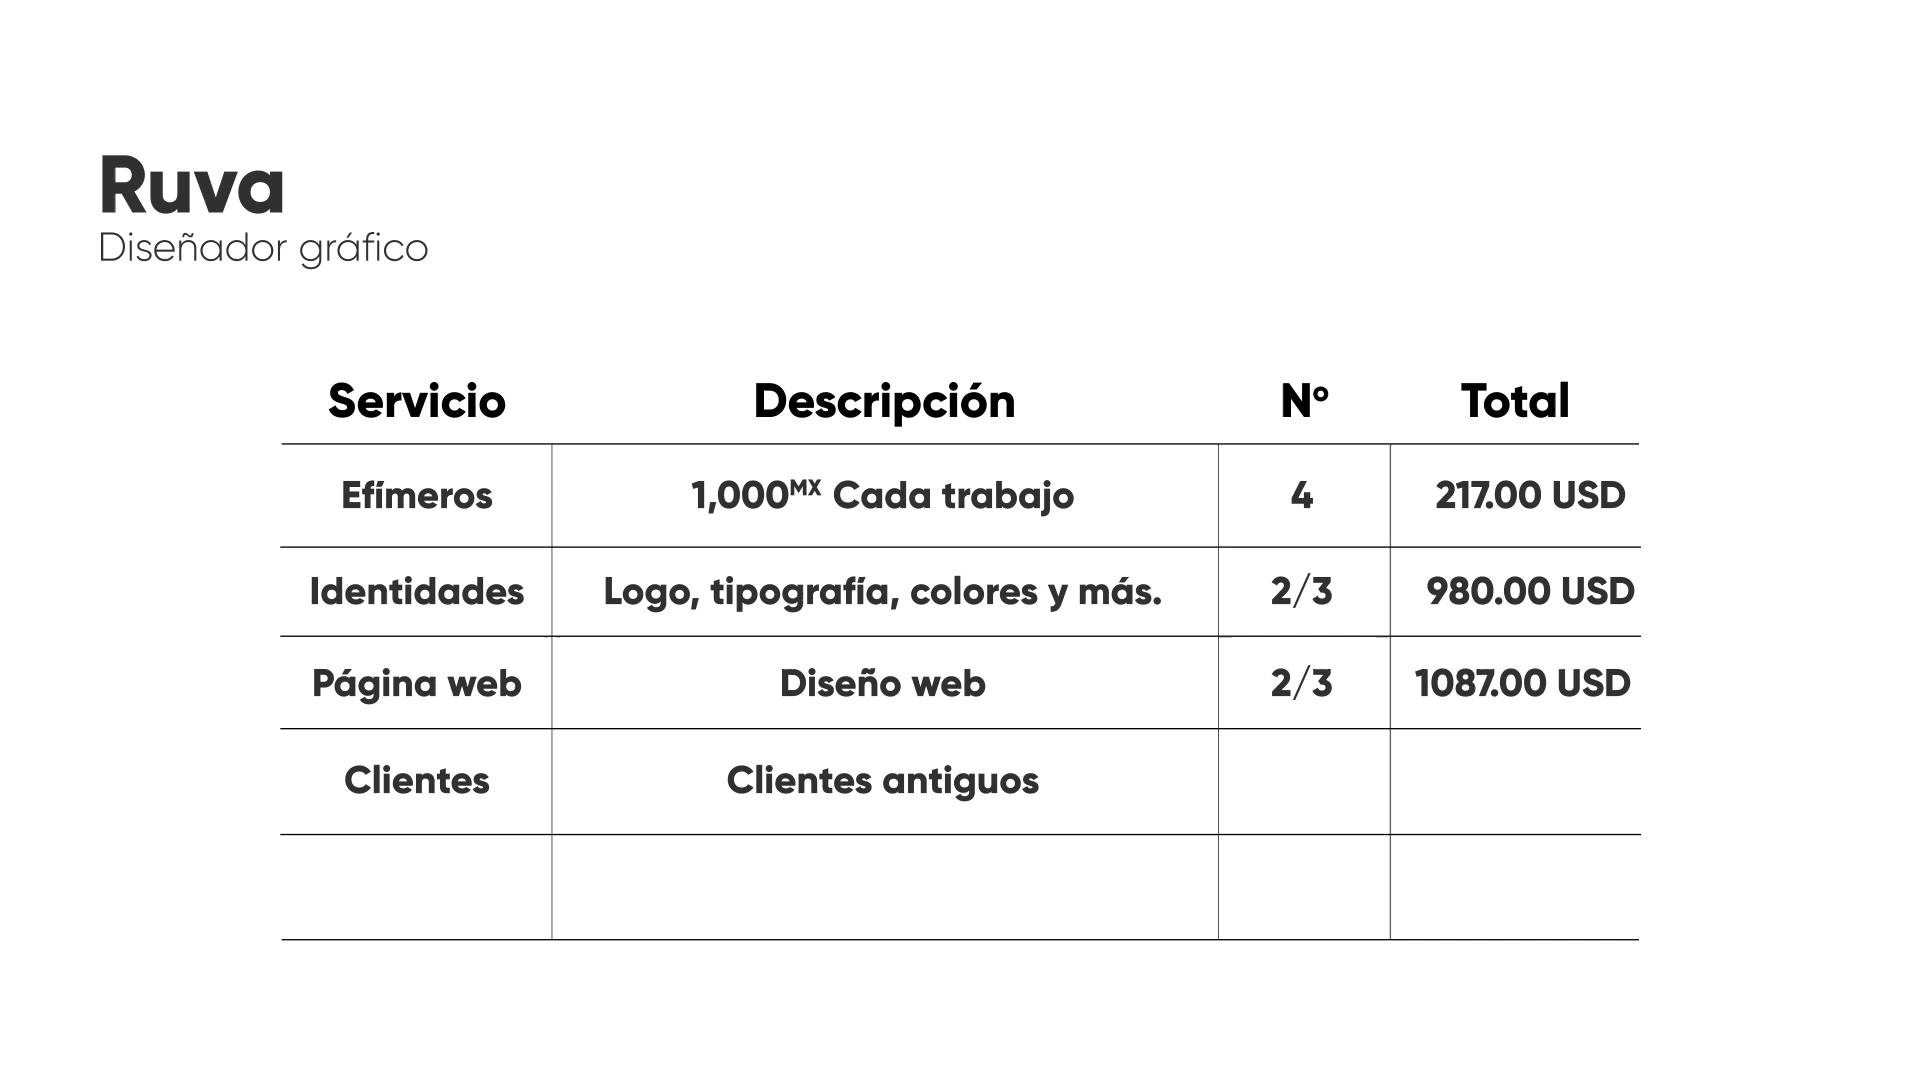 Ruva
Diseñador gráfico
Servicio Descripción Nº Total
Efímeros 1,000ᴹˣ Cada trabajo 4 217.00 USD
Identidades Logo, tipografía, colores y más. 2/3 980.00 USD
Página web Diseño web 2/3 1087.00 USD
Clientes Clientes antiguos